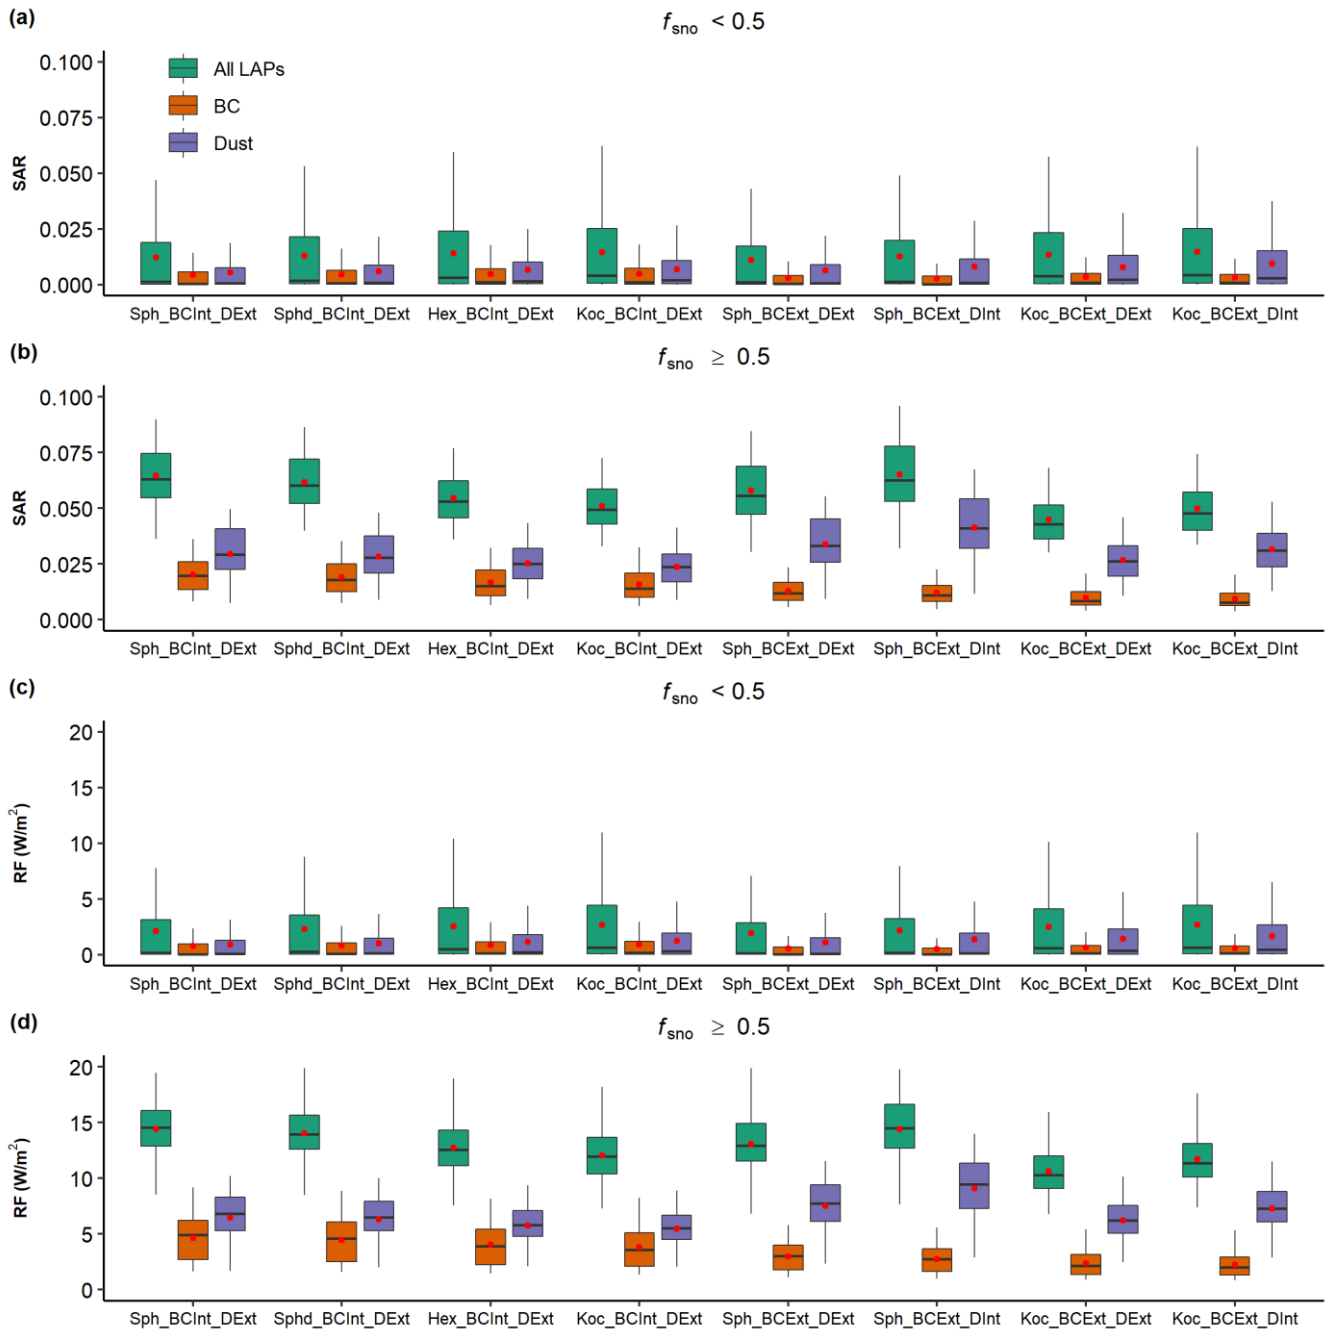 (a)
f sno < 0.5
0.100
0.075
0.050
0.025
0.000
SAR
All LAPs
BC
Dust
Sph_BCInt_DExt Sphd_BCInt_DExt Hex_BCInt_DExt Koc_BCInt_DExt Sph_BCExt_DExt Sph_BCExt_DInt Koc_BCExt_DExt Koc_BCExt_DInt
(b)
f sno ≥ 0.5
0.100
0.075
0.050
0.025
0.000
SAR
Sph_BCInt_DExt Sphd_BCInt_DExt Hex_BCInt_DExt Koc_BCInt_DExt Sph_BCExt_DExt Sph_BCExt_DInt Koc_BCExt_DExt Koc_BCExt_DInt
(c)
f sno < 0.5
20
15
10
5
0
RF (W/m²)
Sph_BCInt_DExt Sphd_BCInt_DExt Hex_BCInt_DExt Koc_BCInt_DExt Sph_BCExt_DExt Sph_BCExt_DInt Koc_BCExt_DExt Koc_BCExt_DInt
(d)
f sno ≥ 0.5
20
15
10
5
0
RF (W/m²)
Sph_BCInt_DExt Sphd_BCInt_DExt Hex_BCInt_DExt Koc_BCInt_DExt Sph_BCExt_DExt Sph_BCExt_DInt Koc_BCExt_DExt Koc_BCExt_DInt